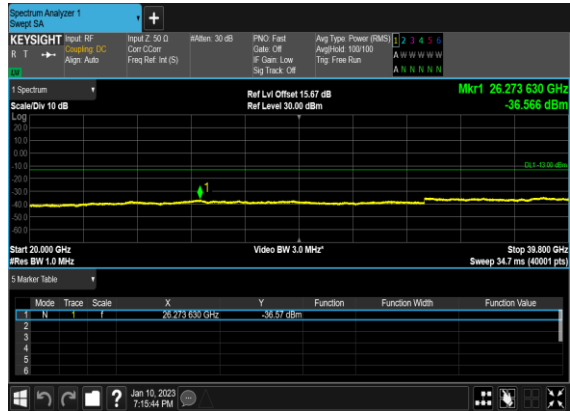 Spectrum Analyzer 1
Swept SA
+
KEYSIGHT Input: RF Input Z: 50 Ω #Atten: 30 dB PNO: Fast Avg Type: Power (RMS) 1 2 3 4 5 6
R T Coupling: DC Corr CCorr Gate: Off Avg|Hold: 100/100 A W W W W W
Align: Auto Freq Ref: Int (S) IF Gain: Low Trig: Free Run
Sig Track: Off A N N N N N
1 Spectrum Ref Lvl Offset 15.67 dB Mkr1 26.273 630 GHz
Scale/Div 10 dB Ref Level 30.00 dBm -36.566 dBm
Log
20.0
10.0
0.00
-10.0
DL1 -13.00 dBm
-20.0
-30.0
1
-40.0
-50.0
-60.0
Start 20.000 GHz Video BW 3.0 MHz* Stop 39.800 GHz
#Res BW 1.0 MHz Sweep 34.7 ms (40001 pts)
5 Marker Table
Mode Trace Scale X Y Function Function Width Function Value
1 N 1 f 26.273 630 GHz -36.57 dBm
2
3
4
5
6
? Jan 10, 2023
7:15:44 PM